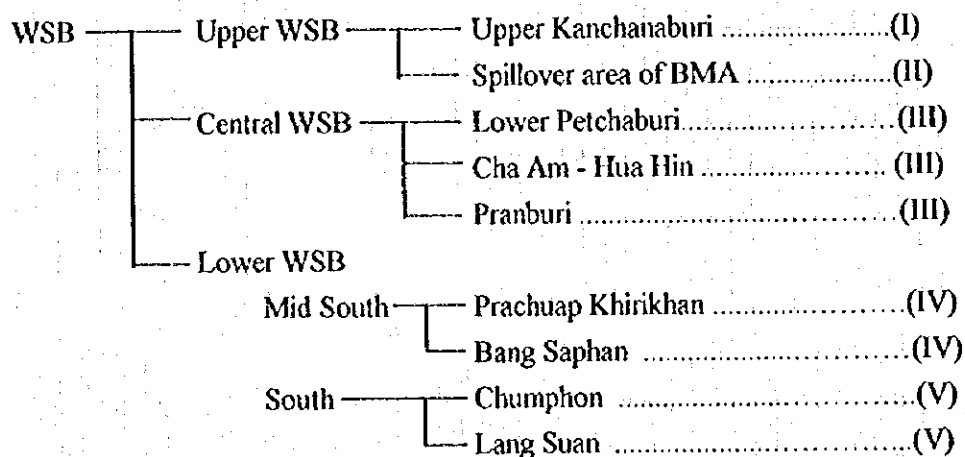 WSB Upper WSB Upper Kanchanaburi ....................(I)
Spillover area of BMA ................(II)
Central WSB Lower Petchaburi.......................(III)
Cha Am - Hua Hin ....................(III)
Pranburi .................................(III)
Lower WSB
Mid South Prachuap Khirikhan ....................(IV)
Bang Saphan ............................(IV)
South Chumphon ..............................(V)
Lang Suan ...............................(V)